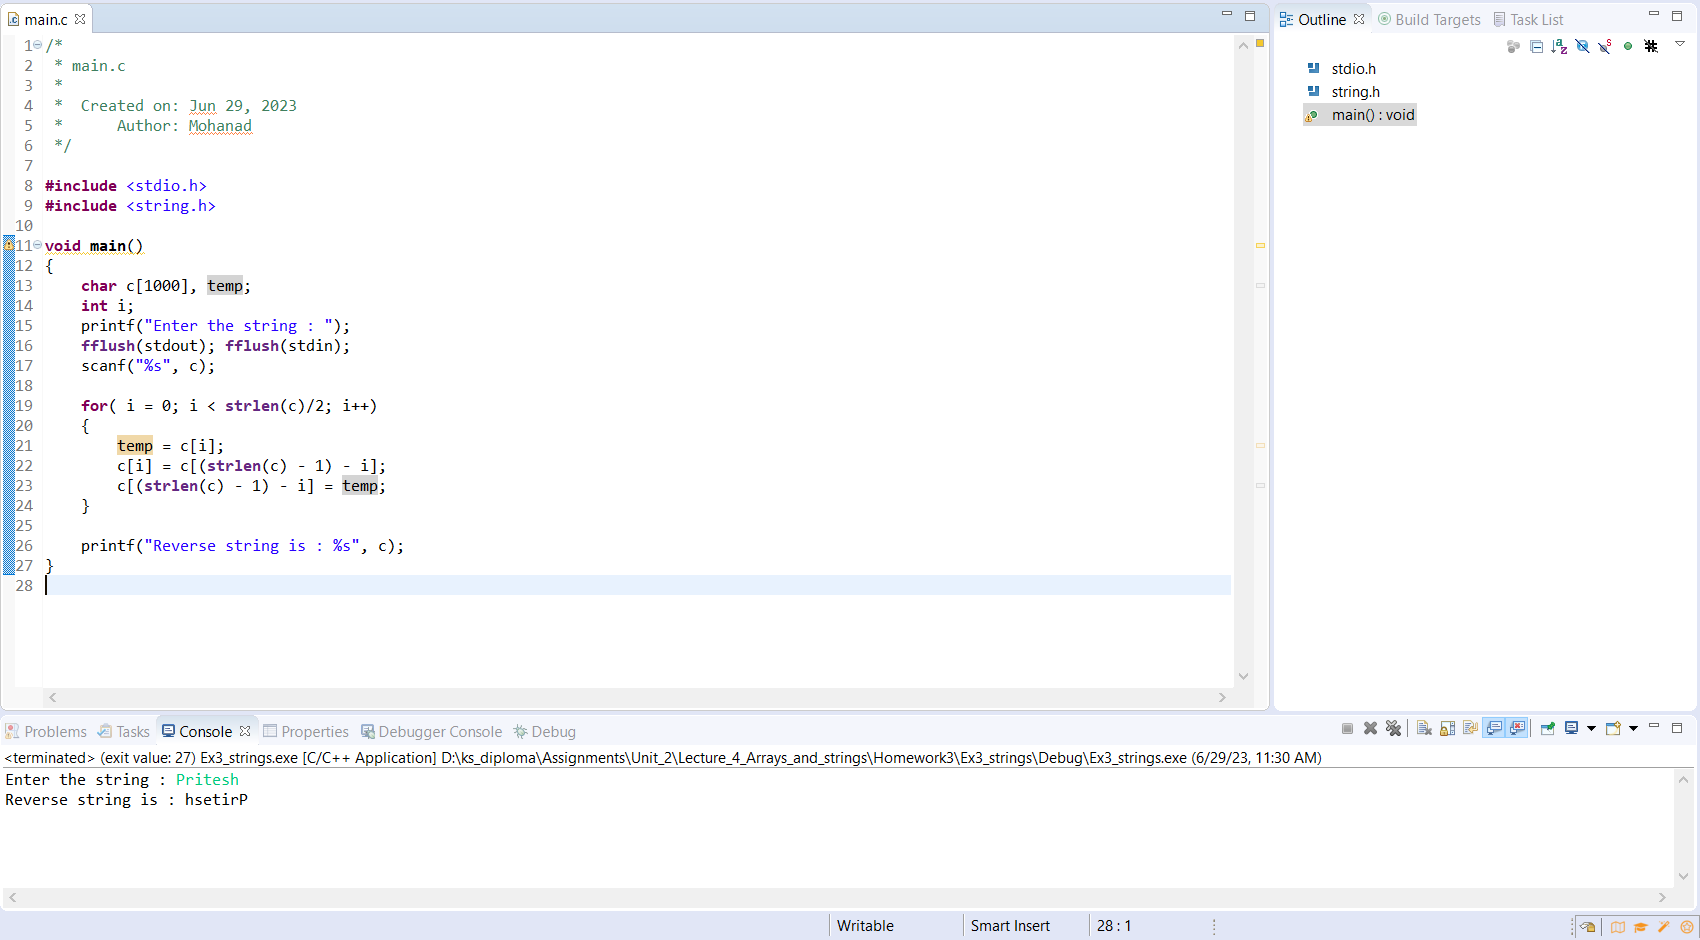 main.c
Outline
Build Targets
Task List
1 /*
2  * main.c
3  *
4  *  Created on: Jun 29, 2023
5  *      Author: Mohanad
6  */
7
8 #include <stdio.h>
9 #include <string.h>
10
11 void main()
12 {
13     char c[1000], temp;
14     int i;
15     printf("Enter the string : ");
16     fflush(stdout); fflush(stdin);
17     scanf("%s", c);
18
19     for( i = 0; i < strlen(c)/2; i++)
20     {
21         temp = c[i];
22         c[i] = c[(strlen(c) - 1) - i];
23         c[(strlen(c) - 1) - i] = temp;
24     }
25
26     printf("Reverse string is : %s", c);
27 }
28
stdio.h
string.h
main() : void
Problems Tasks Console Properties Debugger Console Debug
<terminated> (exit value: 27) Ex3_strings.exe [C/C++ Application] D:\ks_diploma\Assignments\Unit_2\Lecture_4_Arrays_and_strings\Homework3\Ex3_strings\Debug\Ex3_strings.exe (6/29/23, 11:30 AM)
Enter the string : Pritesh
Reverse string is : hsetirP
Writable Smart Insert 28 : 1